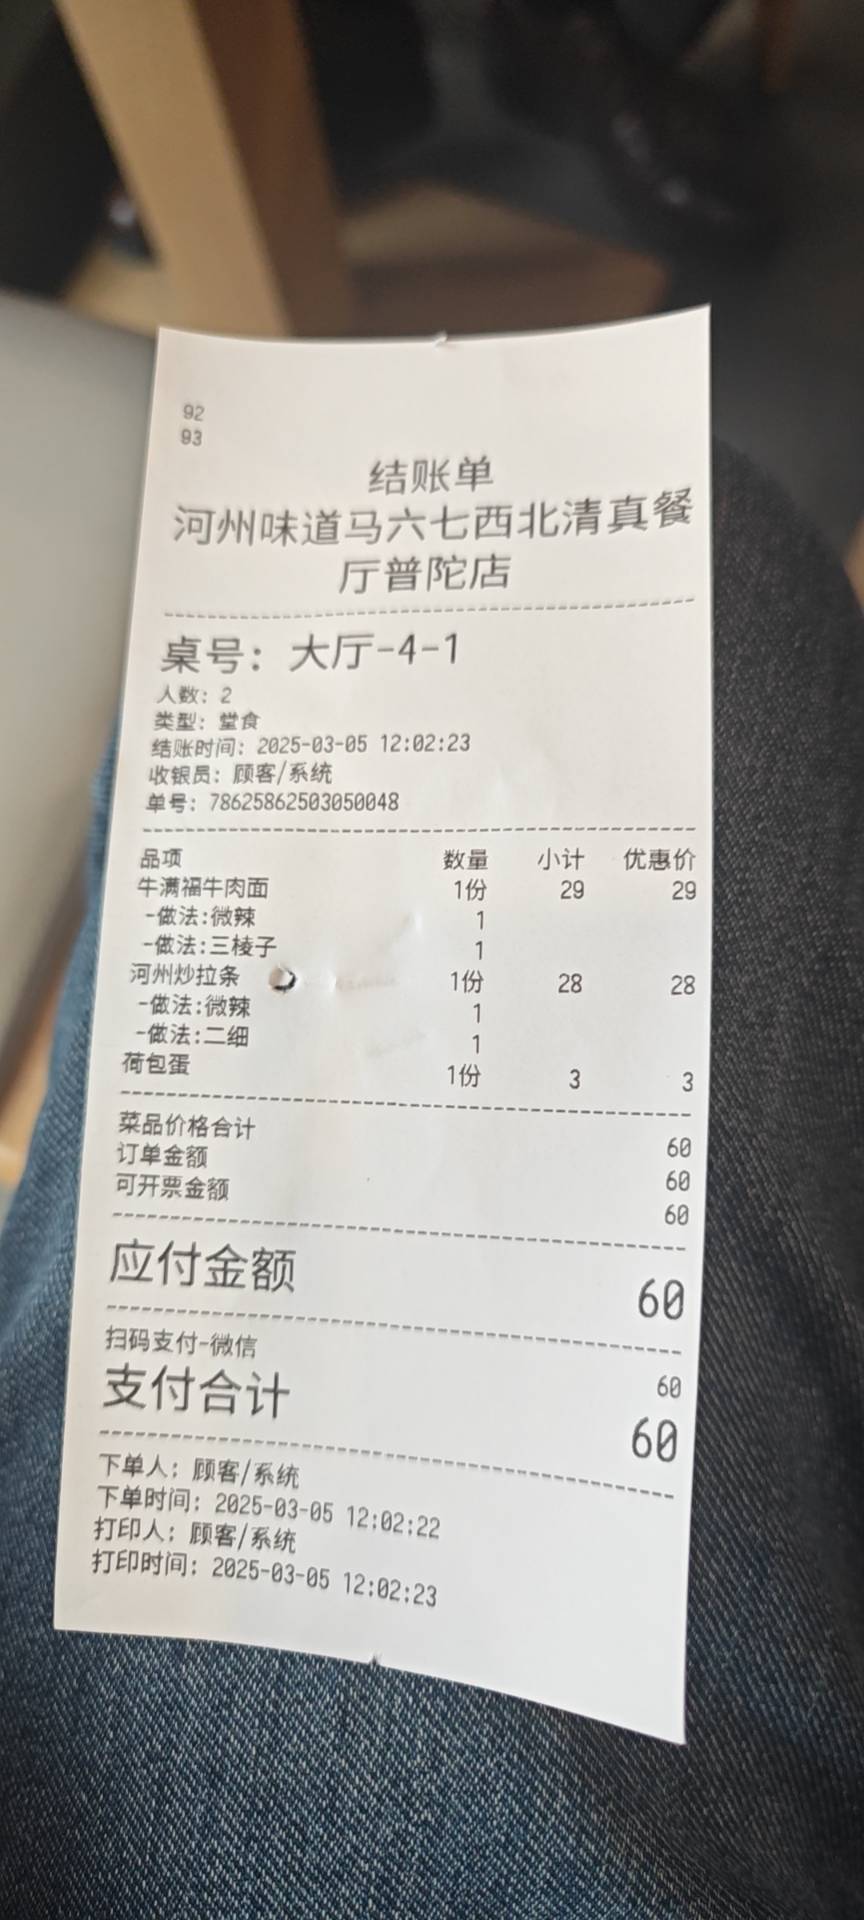 92
93
结账单
河州味道马六七西北清真餐
厅普陀店
桌号：大厅-4-1
人数：2
类型：堂食
结账时间：2025-03-05 12:02:23
收银员：顾客/系统
单号：78625862503050048
品项 数量 小计 优惠价
牛满福牛肉面 1份 29 29
-做法:微辣 1
-做法:三棱子 1
河州炒拉条 1份 28 28
-做法:微辣 1
-做法:二细 1
荷包蛋 1份 3 3
菜品价格合计 60
订单金额 60
可开票金额 60
应付金额 60
扫码支付-微信 60
支付合计 60
下单人：顾客/系统
下单时间：2025-03-05 12:02:22
打印人：顾客/系统
打印时间：2025-03-05 12:02:23